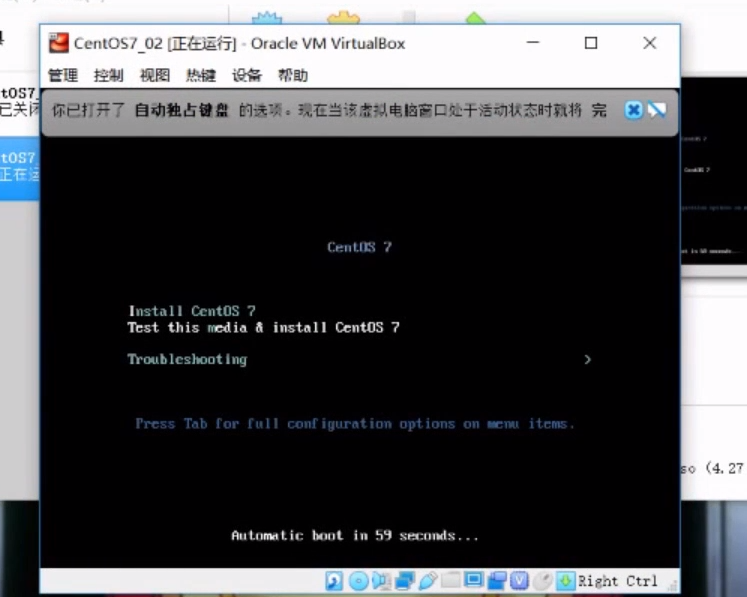 CentOS7_02 [正在运行] - Oracle VM VirtualBox
管理 控制 视图 热键 设备 帮助
tOS7_
已关闭
你已打开了 自动独占键盘 的选项。现在当该虚拟电脑窗口处于活动状态时就将 完
tOS7_
正在运
CentOS 7
Install CentOS 7
Test this media & install CentOS 7
Troubleshooting >
Press Tab for full configuration options on menu items.
so (4.27
Automatic boot in 59 seconds...
Right Ctrl